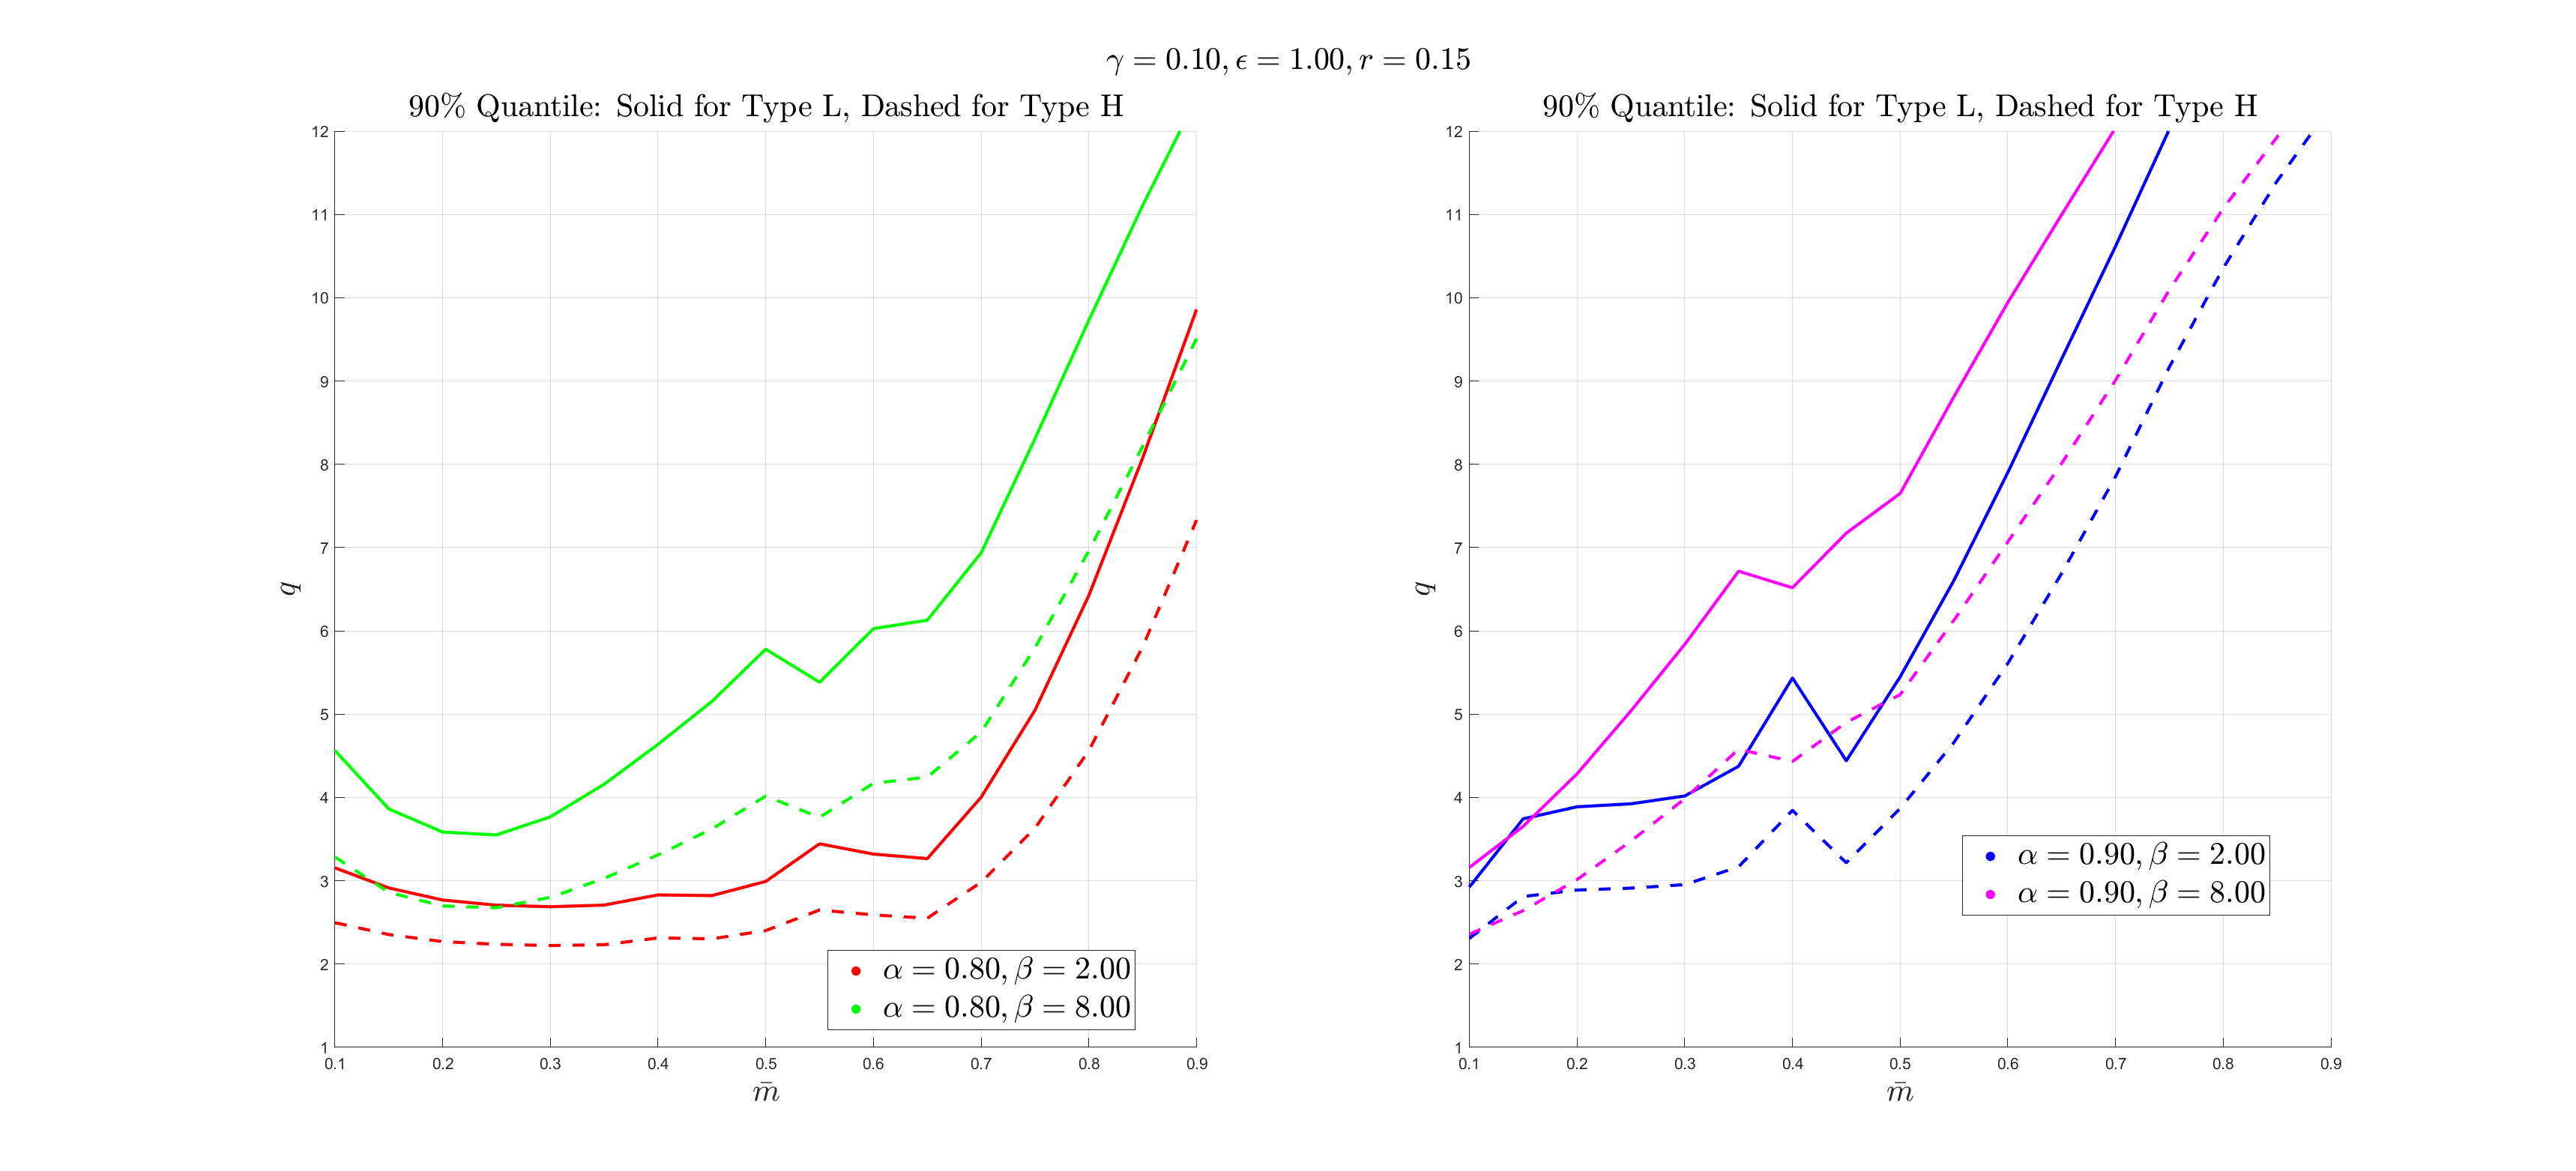 γ = 0.10, ϵ = 1.00, r = 0.15
90% Quantile: Solid for Type L, Dashed for Type H
12
11
10
9
8
7
6
5
4
3
2
1
q
0.1 0.2 0.3 0.4 0.5 0.6 0.7 0.8 0.9
m̄
α = 0.80, β = 2.00
α = 0.80, β = 8.00
90% Quantile: Solid for Type L, Dashed for Type H
12
11
10
9
8
7
6
5
4
3
2
1
q
0.1 0.2 0.3 0.4 0.5 0.6 0.7 0.8 0.9
m̄
α = 0.90, β = 2.00
α = 0.90, β = 8.00